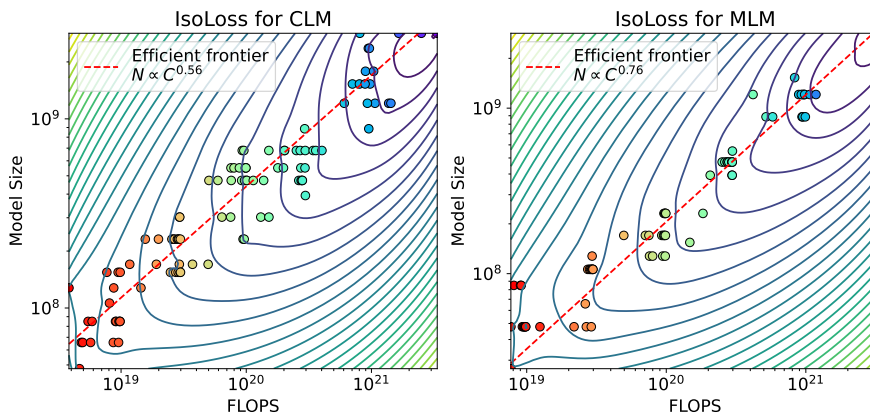 IsoLoss for CLM
Efficient frontier
N ∝ C^0.56
Model Size
10^9
10^8
10^19
10^20
10^21
FLOPS
IsoLoss for MLM
Efficient frontier
N ∝ C^0.76
Model Size
10^9
10^8
10^19
10^20
10^21
FLOPS